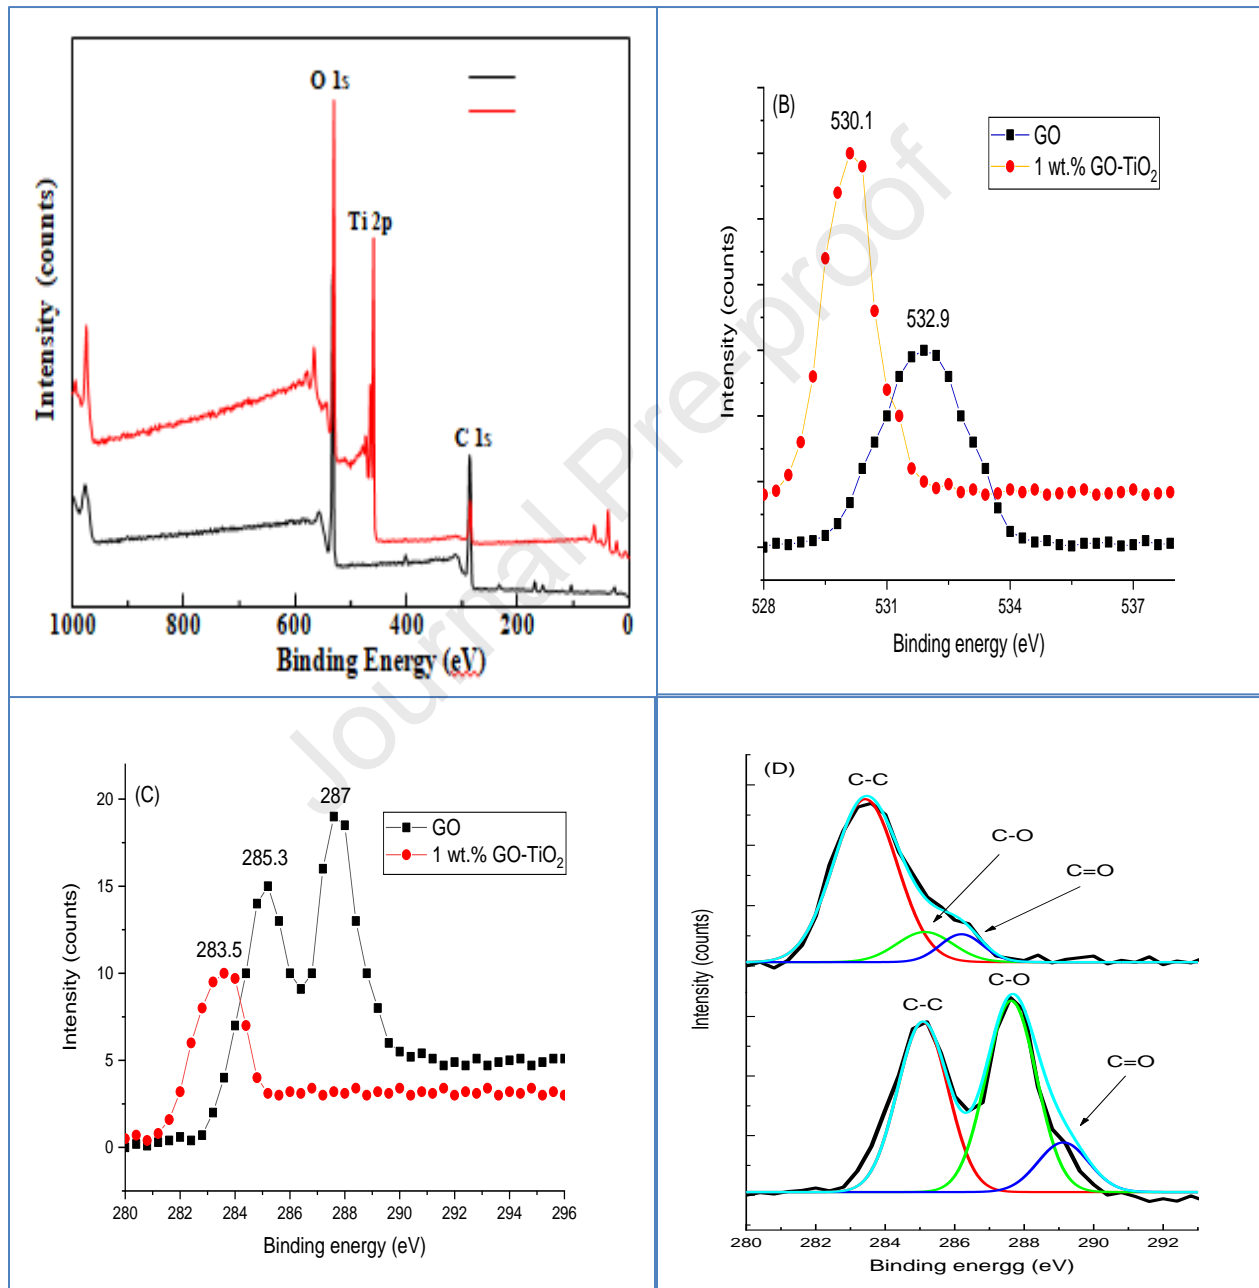 O 1s
Ti 2p
C 1s
Intensity (counts)
1000 800 600 400 200 0
Binding Energy (eV)
(B)
530.1
532.9
GO
1 wt.% GO-TiO2
Intensity (counts)
528 531 534 537
Binding energy (eV)
(C)
283.5
285.3
287
GO
1 wt.% GO-TiO2
20
15
10
5
0
Intensity (counts)
280 282 284 286 288 290 292 294 296
Binding energy (eV)
(D)
C-C
C-O
C=O
C-C
C-O
C=O
Intensity (counts)
280 282 284 286 288 290 292
Binding energg (eV)
Journal Pre-proof